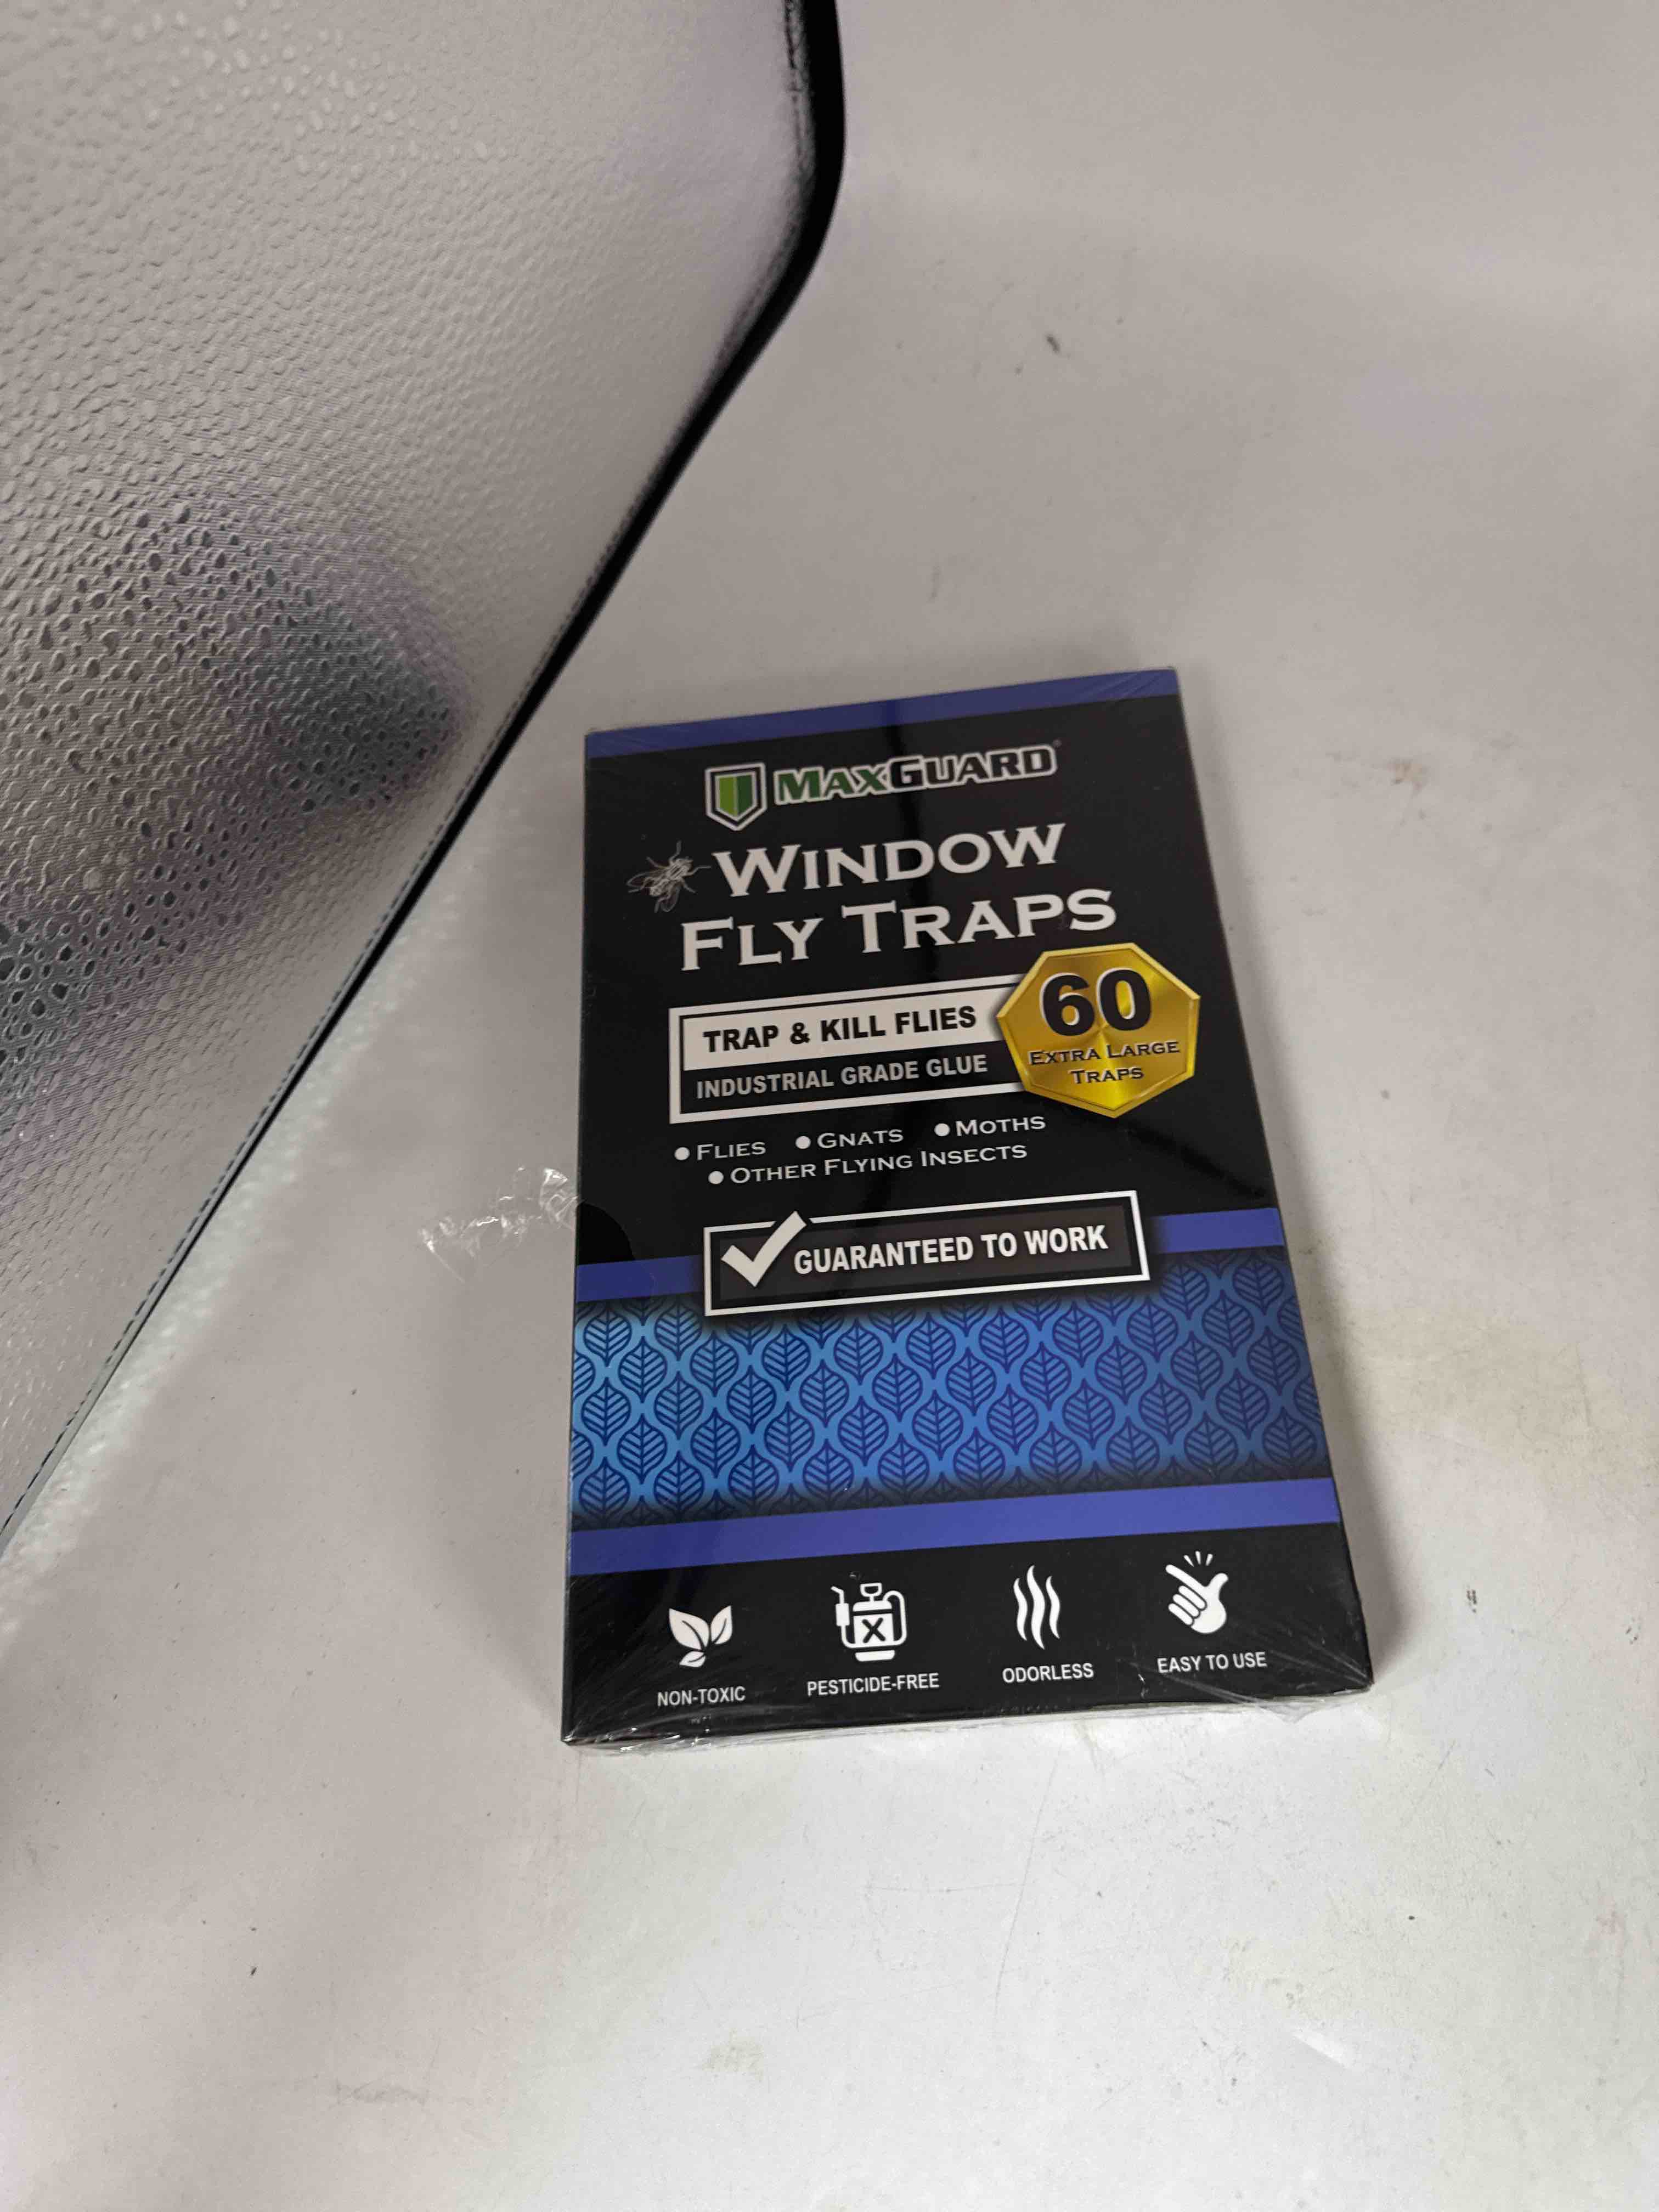 MAXGUARD®
WINDOW
FLY TRAPS
TRAP & KILL FLIES
INDUSTRIAL GRADE GLUE
60
EXTRA LARGE
TRAPS
• FLIES • GNATS • MOTHS
• OTHER FLYING INSECTS
GUARANTEED TO WORK
NON-TOXIC
PESTICIDE-FREE
ODORLESS
EASY TO USE